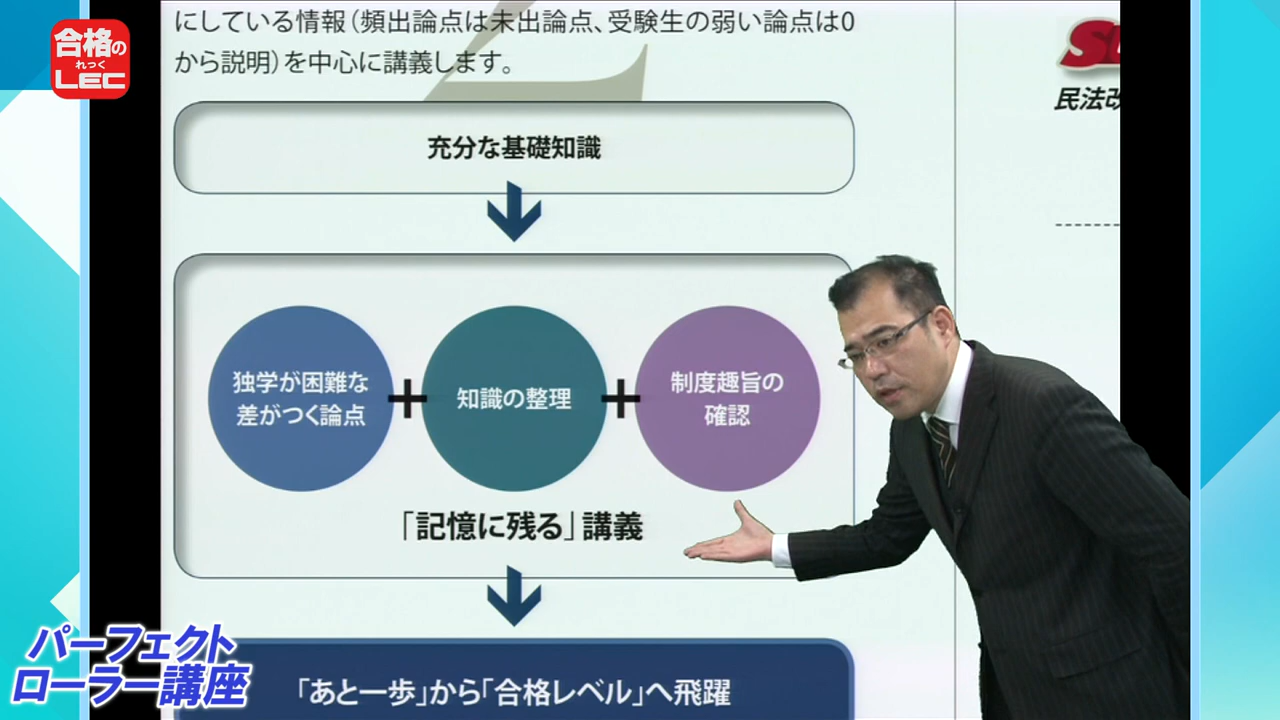 にしている情報（頻出論点は未出論点、受験生の弱い論点は0
から説明）を中心に講義します。
合格の
れっく
LEC
民法改
充分な基礎知識
独学が困難な
差がつく論点
+
知識の整理
+
制度趣旨の
確認
「記憶に残る」講義
「あと一歩」から「合格レベル」へ飛躍
パーフェクト
ローラー講座